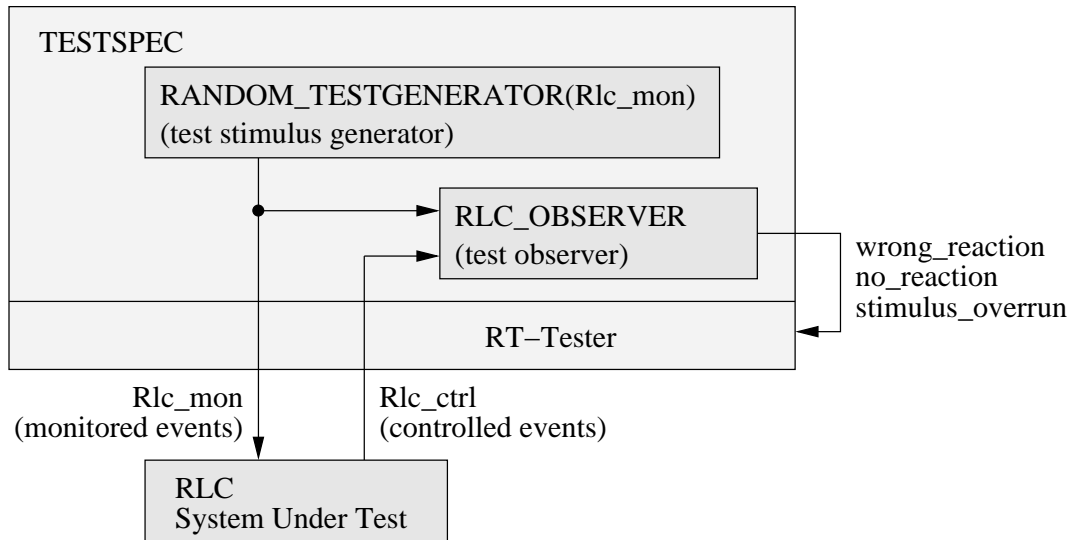 TESTSPEC
RANDOM_TESTGENERATOR(Rlc_mon)
(test stimulus generator)
RLC_OBSERVER
(test observer)
wrong_reaction
no_reaction
stimulus_overrun
RT−Tester
Rlc_mon
(monitored events)
Rlc_ctrl
(controlled events)
RLC
System Under Test